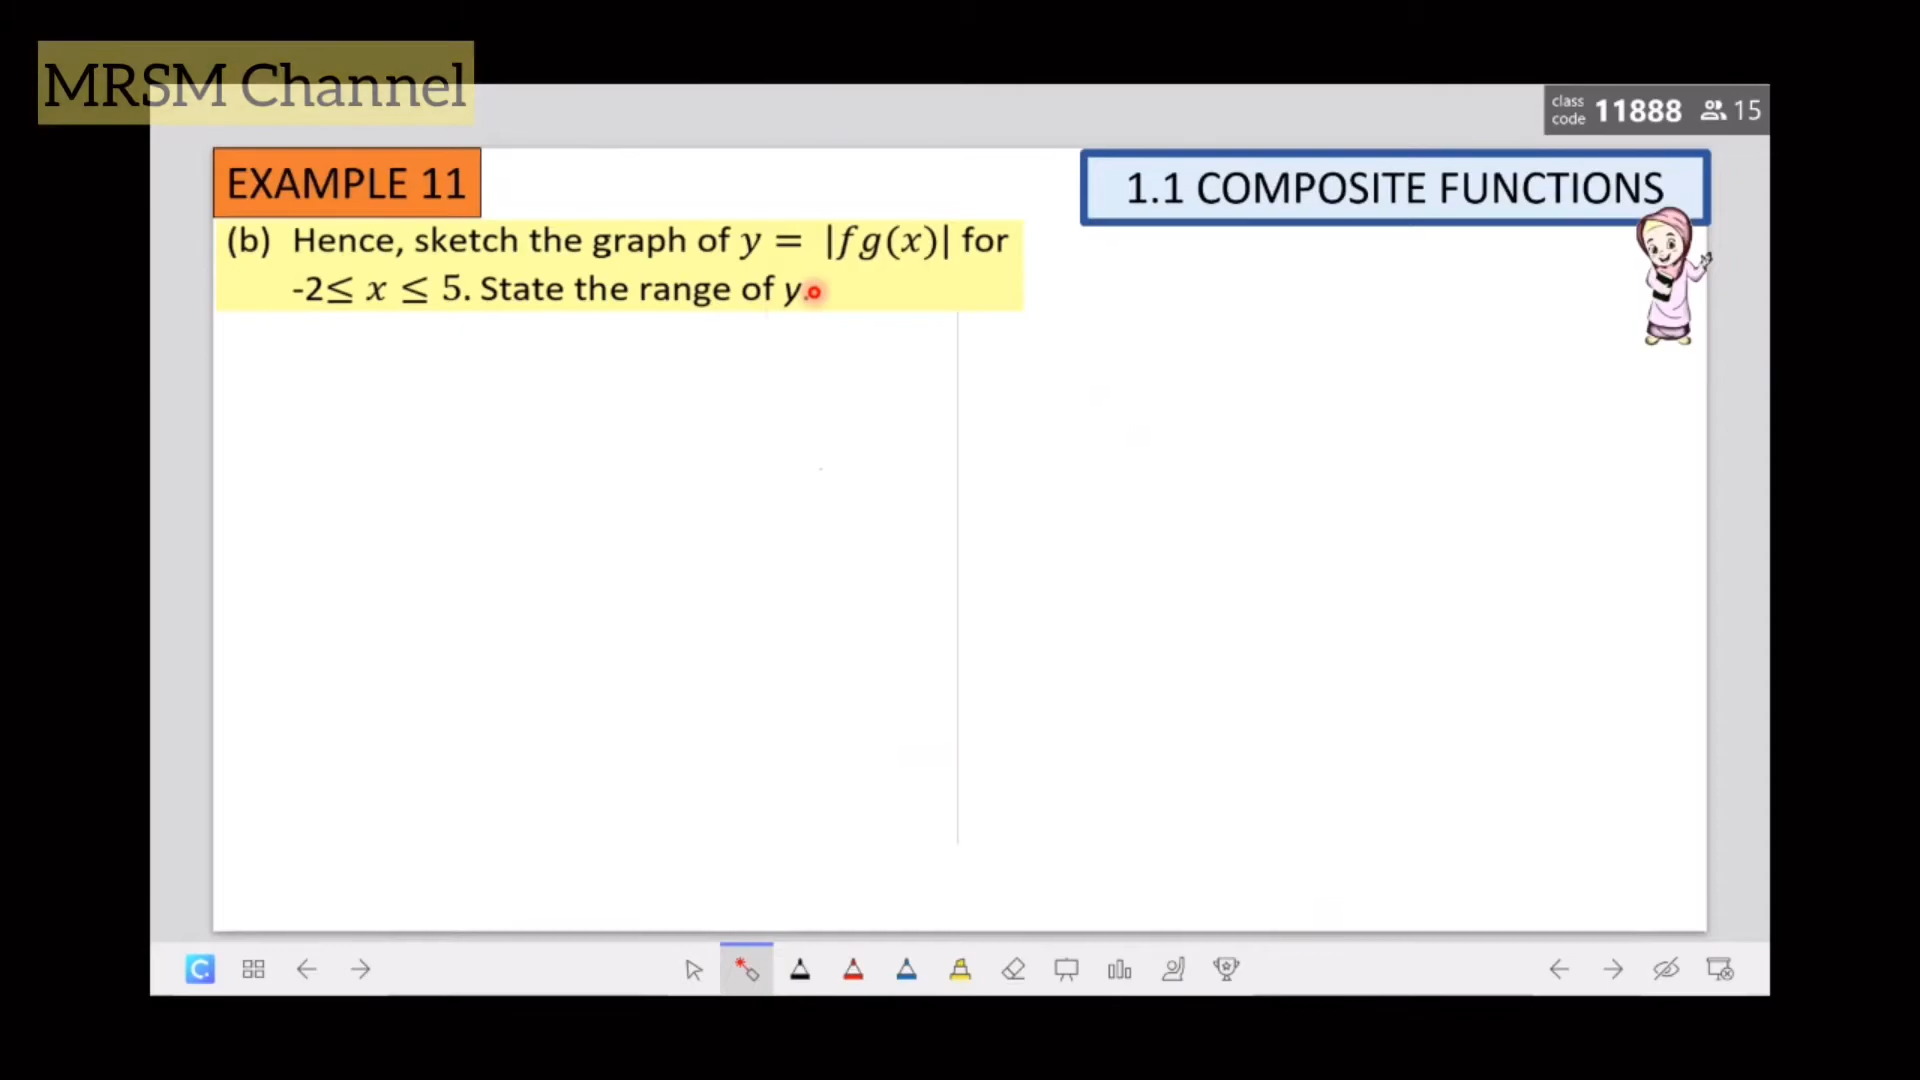 MRSM Channel
class code 11888 15
EXAMPLE 11
1.1 COMPOSITE FUNCTIONS
(b) Hence, sketch the graph of y = |fg(x)| for
-2≤ x ≤ 5. State the range of y.